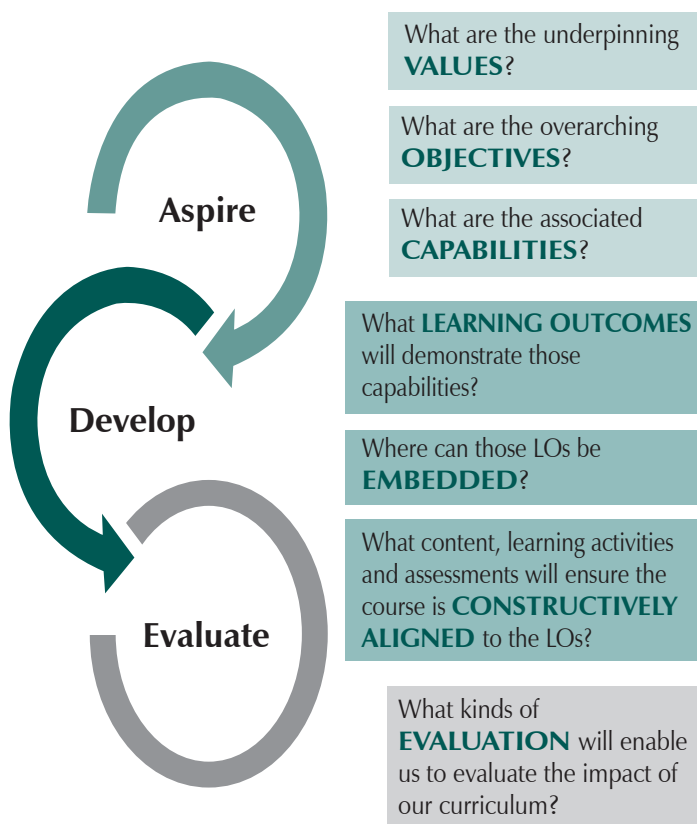 What are the underpinning
VALUES?
What are the overarching
OBJECTIVES?
Aspire
What are the associated
CAPABILITIES?
What LEARNING OUTCOMES
will demonstrate those
capabilities?
Develop
Where can those LOs be
EMBEDDED?
What content, learning activities
and assessments will ensure the
course is CONSTRUCTIVELY
ALIGNED to the LOs?
Evaluate
What kinds of
EVALUATION will enable
us to evaluate the impact of
our curriculum?